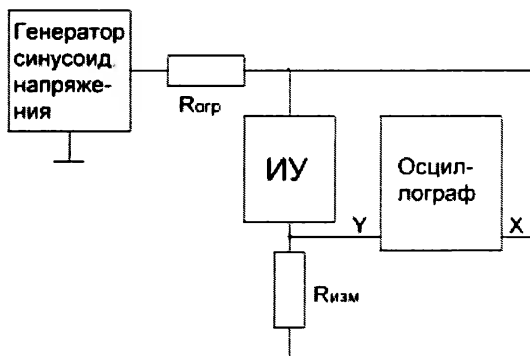 Генератор
синусоид.
напряже-
ния
Rогр
ИУ
Осцил-
лограф
Y
X
Rизм